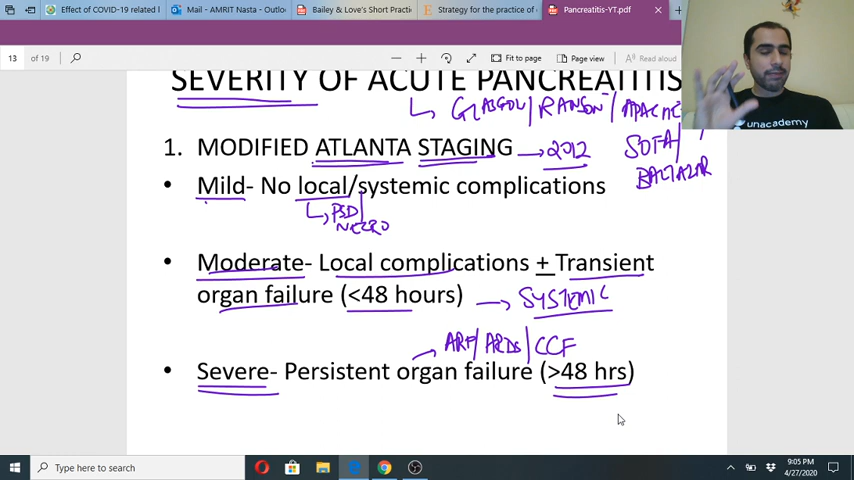 Effect of COVID-19 related l
Mail - AMRIT Nasta - Outlo
Bailey & Love's Short Practi
Strategy for the practice of
Pancreatitis-YT.pdf
13 of 19
Fit to page
Page view
Read aloud
unacademy
SEVERITY OF ACUTE PANCREATITIS
GLASGOW/RANSON/APACHE
SOFA/
BALTAZAR
1. MODIFIED ATLANTA STAGING → 2012
• Mild- No local/systemic complications
PSD/
NECRO
• Moderate- Local complications + Transient
organ failure (<48 hours) → SYSTEMIC
ARF/ARDS/CCF
• Severe- Persistent organ failure (>48 hrs)
Type here to search
9:05 PM
4/27/2020